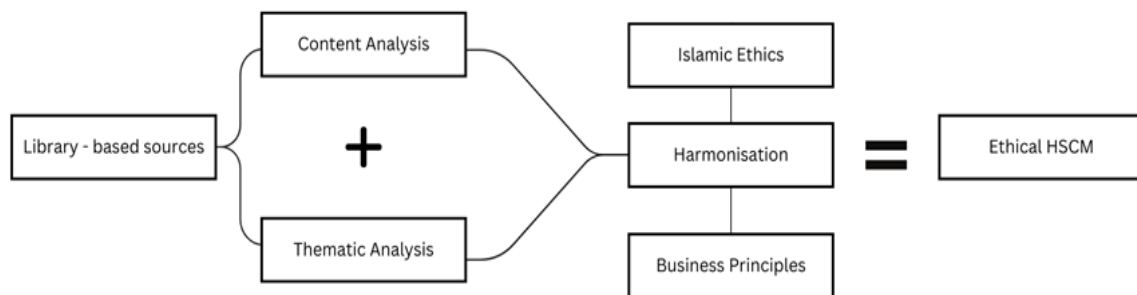 Content Analysis
Islamic Ethics
Library - based sources
+
Harmonisation
=
Ethical HSCM
Thematic Analysis
Business Principles